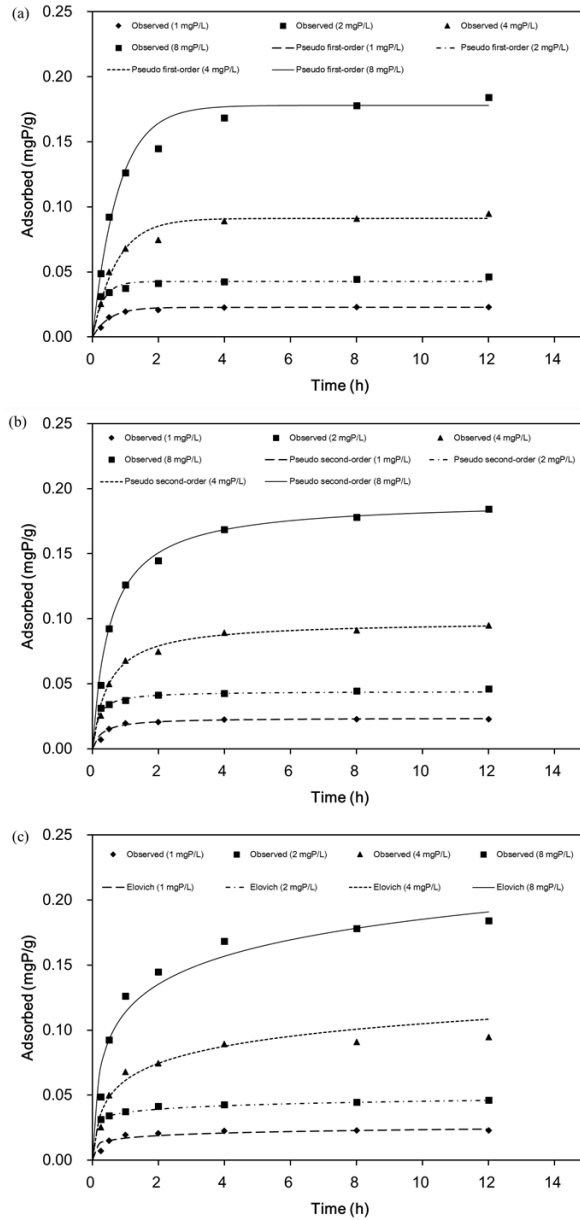 (a)
Observed (1 mgP/L) Observed (2 mgP/L) Observed (4 mgP/L)
Observed (8 mgP/L) Pseudo first-order (1 mgP/L) Pseudo first-order (2 mgP/L)
Pseudo first-order (4 mgP/L) Pseudo first-order (8 mgP/L)
Adsorbed (mgP/g)
0.25
0.20
0.15
0.10
0.05
0.00
0 2 4 6 8 10 12 14
Time (h)
(b)
Observed (1 mgP/L) Observed (2 mgP/L) Observed (4 mgP/L)
Observed (8 mgP/L) Pseudo second-order (1 mgP/L) Pseudo second-order (2 mgP/L)
Pseudo second-order (4 mgP/L) Pseudo second-order (8 mgP/L)
Adsorbed (mgP/g)
0.25
0.20
0.15
0.10
0.05
0.00
0 2 4 6 8 10 12 14
Time (h)
(c)
Observed (1 mgP/L) Observed (2 mgP/L) Observed (4 mgP/L) Observed (8 mgP/L)
Elovich (1 mgP/L) Elovich (2 mgP/L) Elovich (4 mgP/L) Elovich (8 mgP/L)
Adsorbed (mgP/g)
0.25
0.20
0.15
0.10
0.05
0.00
0 2 4 6 8 10 12 14
Time (h)